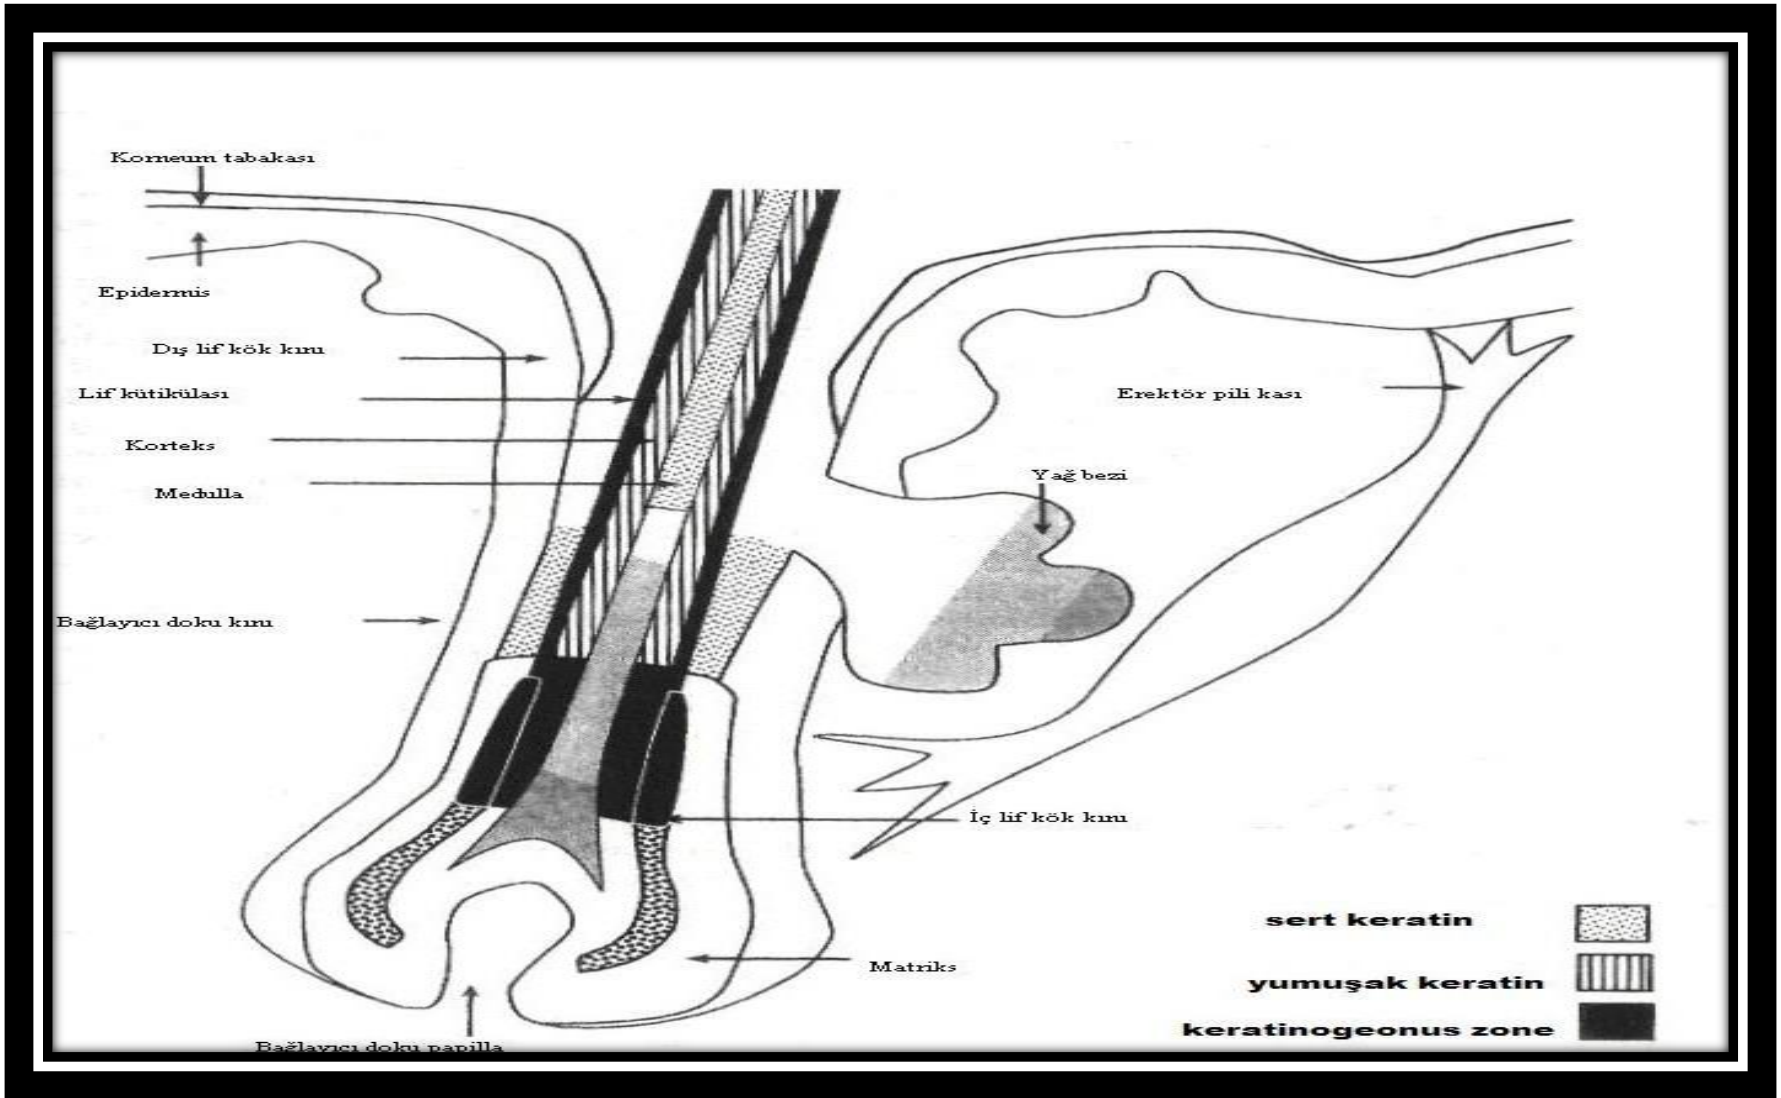 Korneum tabakası
Epidermis
Dış lif kök kını
Lif kütikülası
Korteks
Medulla
Bağlayıcı doku kını
Erektör pili kası
Yağ bezi
İç lif kök kını
Matriks
Bağlayıcı doku papilla
sert keratin
yumuşak keratin
keratinogeonus zone